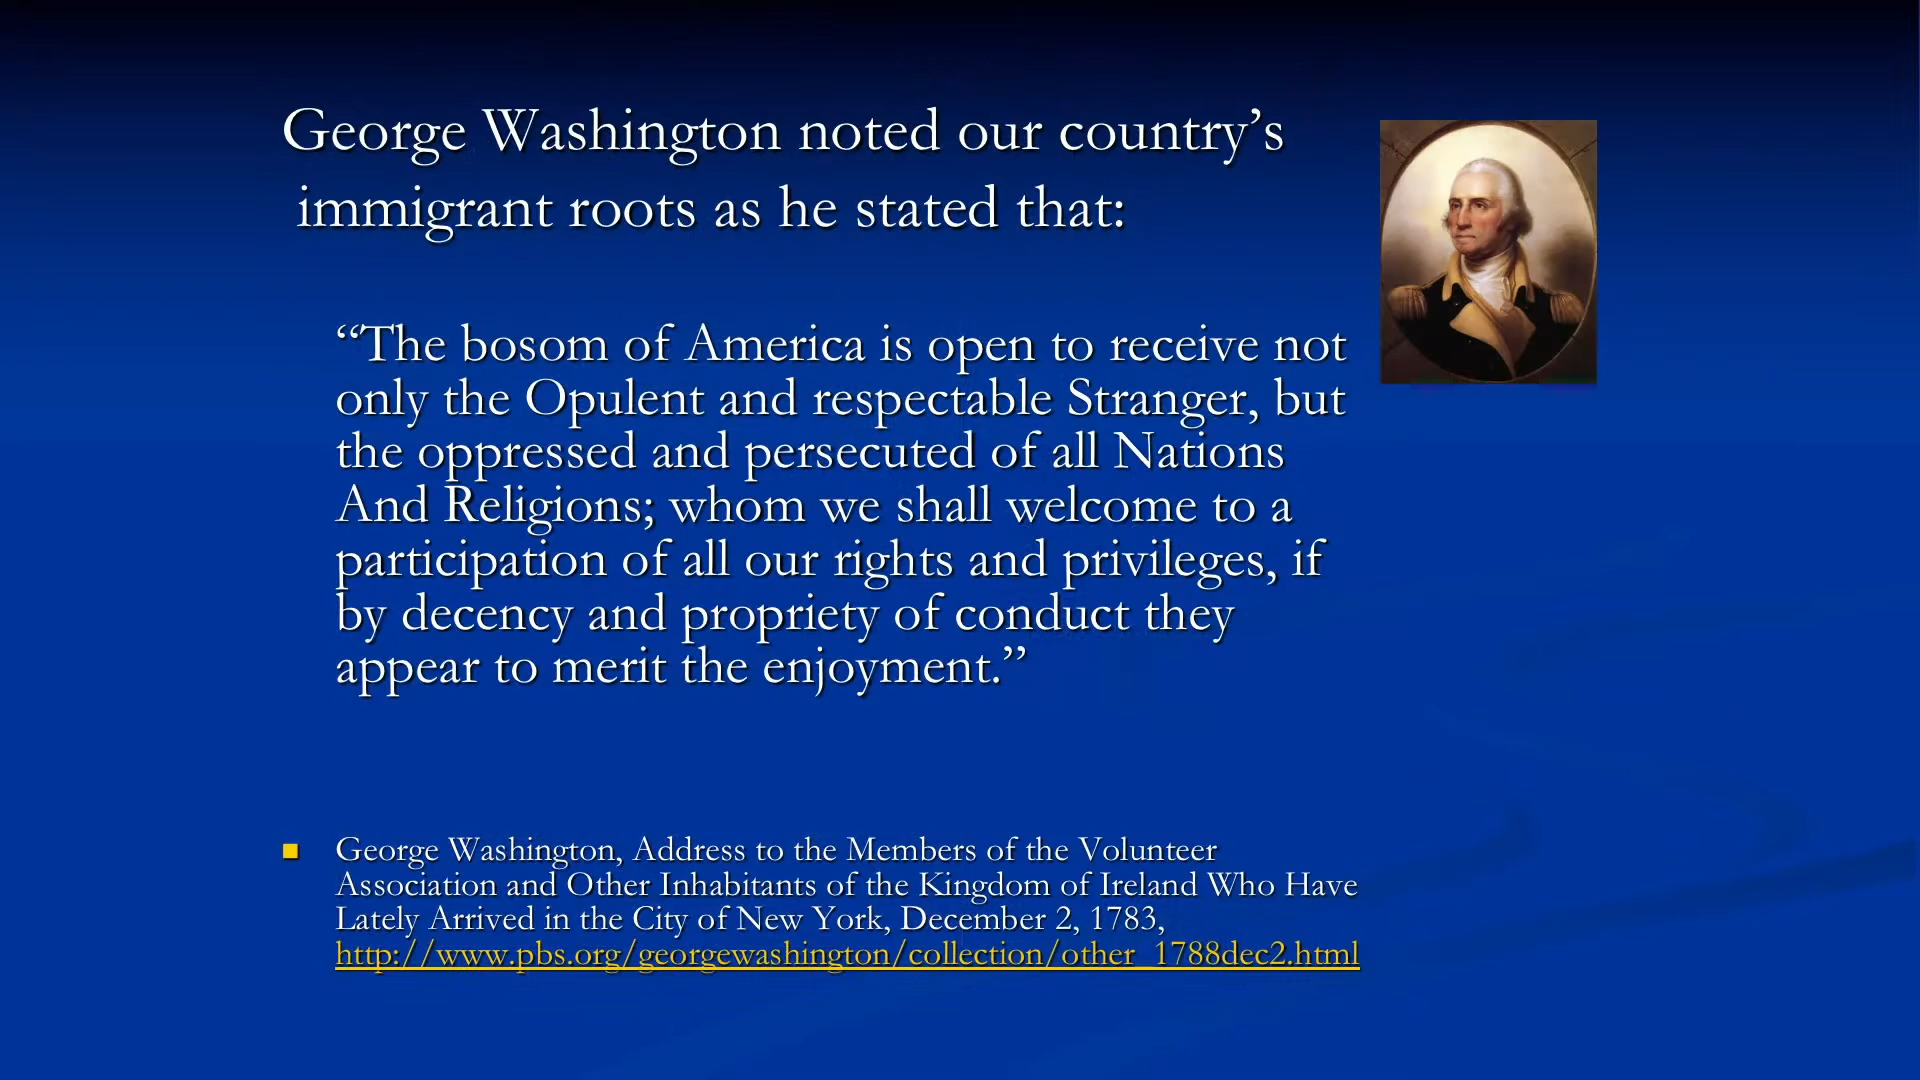 George Washington noted our country’s
immigrant roots as he stated that:
“The bosom of America is open to receive not
only the Opulent and respectable Stranger, but
the oppressed and persecuted of all Nations
And Religions; whom we shall welcome to a
participation of all our rights and privileges, if
by decency and propriety of conduct they
appear to merit the enjoyment.”
George Washington, Address to the Members of the Volunteer
Association and Other Inhabitants of the Kingdom of Ireland Who Have
Lately Arrived in the City of New York, December 2, 1783,
http://www.pbs.org/georgewashington/collection/other_1788dec2.html